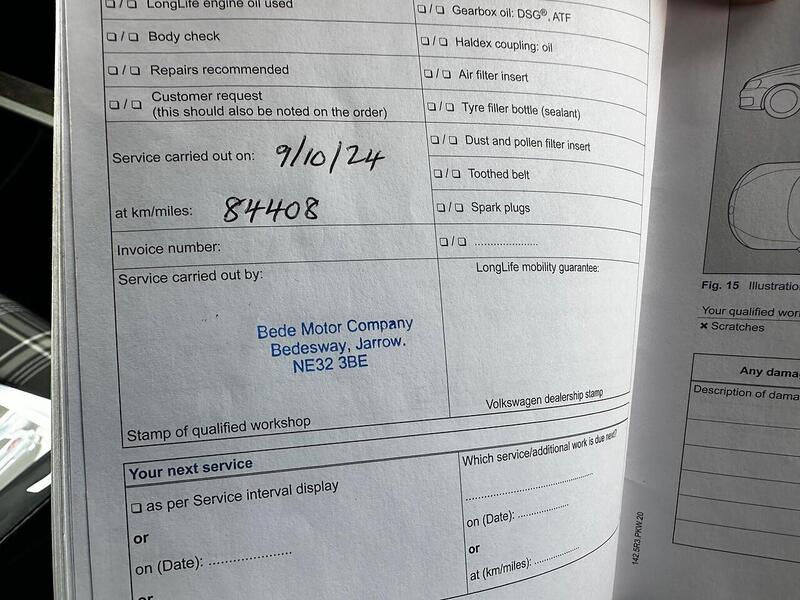 ❏ / ❏ LongLife engine oil used
❏ / ❏ Body check
❏ / ❏ Repairs recommended
❏ / ❏ Customer request
(this should also be noted on the order)
Service carried out on: 9/10/24
at km/miles: 84408
Invoice number:
Service carried out by:
Bede Motor Company
Bedesway, Jarrow.
NE32 3BE
Stamp of qualified workshop
❏ / ❏ Gearbox oil: DSG®, ATF
❏ / ❏ Haldex coupling: oil
❏ / ❏ Air filter insert
❏ / ❏ Tyre filler bottle (sealant)
❏ / ❏ Dust and pollen filter insert
❏ / ❏ Toothed belt
❏ / ❏ Spark plugs
❏ / ❏ .....................
LongLife mobility guarantee:
Volkswagen dealership stamp
Your next service
❏ as per Service interval display
or
on (Date): ......................
or
Which service/additional work is due next?
.................................
on (Date): .............
or
at (km/miles): ............
142.5R3.PKW.20
Fig. 15 Illustratio
Your qualified wor
✗ Scratches
Any dama
Description of dama